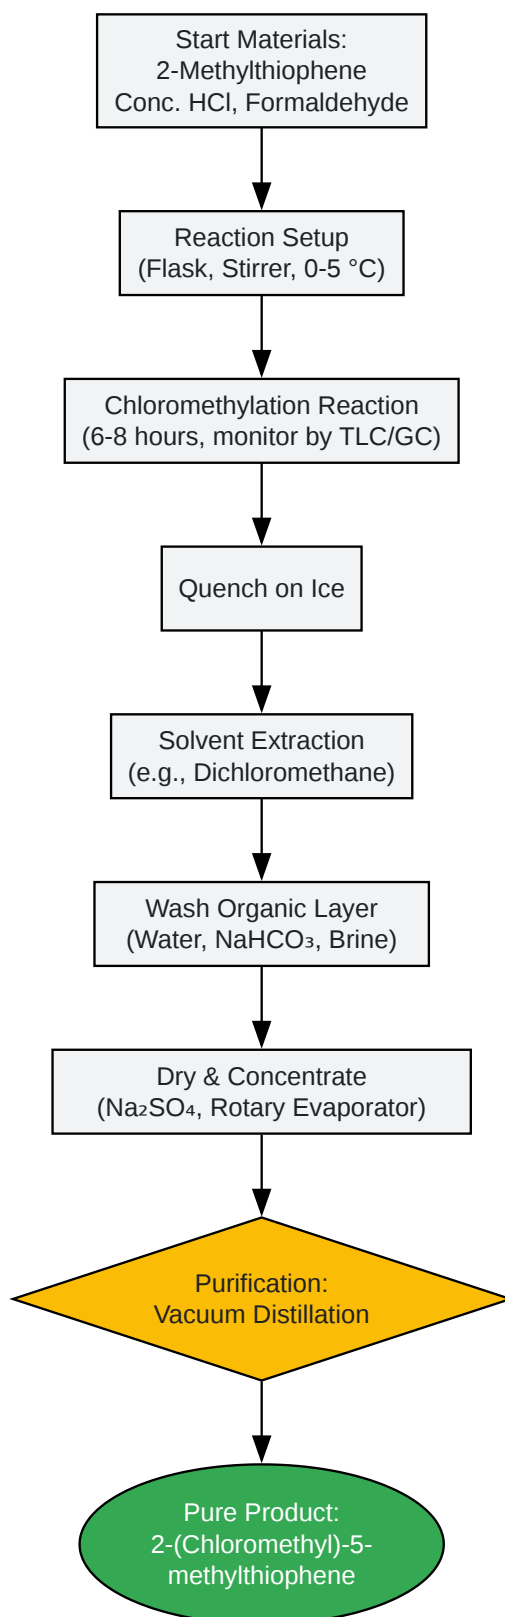 Start Materials:
2-Methylthiophene
Conc. HCl, Formaldehyde
Reaction Setup
(Flask, Stirrer, 0-5 °C)
Chloromethylation Reaction
(6-8 hours, monitor by TLC/GC)
Quench on Ice
Solvent Extraction
(e.g., Dichloromethane)
Wash Organic Layer
(Water, NaHCO₃, Brine)
Dry & Concentrate
(Na₂SO₄, Rotary Evaporator)
Purification:
Vacuum Distillation
Pure Product:
2-(Chloromethyl)-5-
methylthiophene